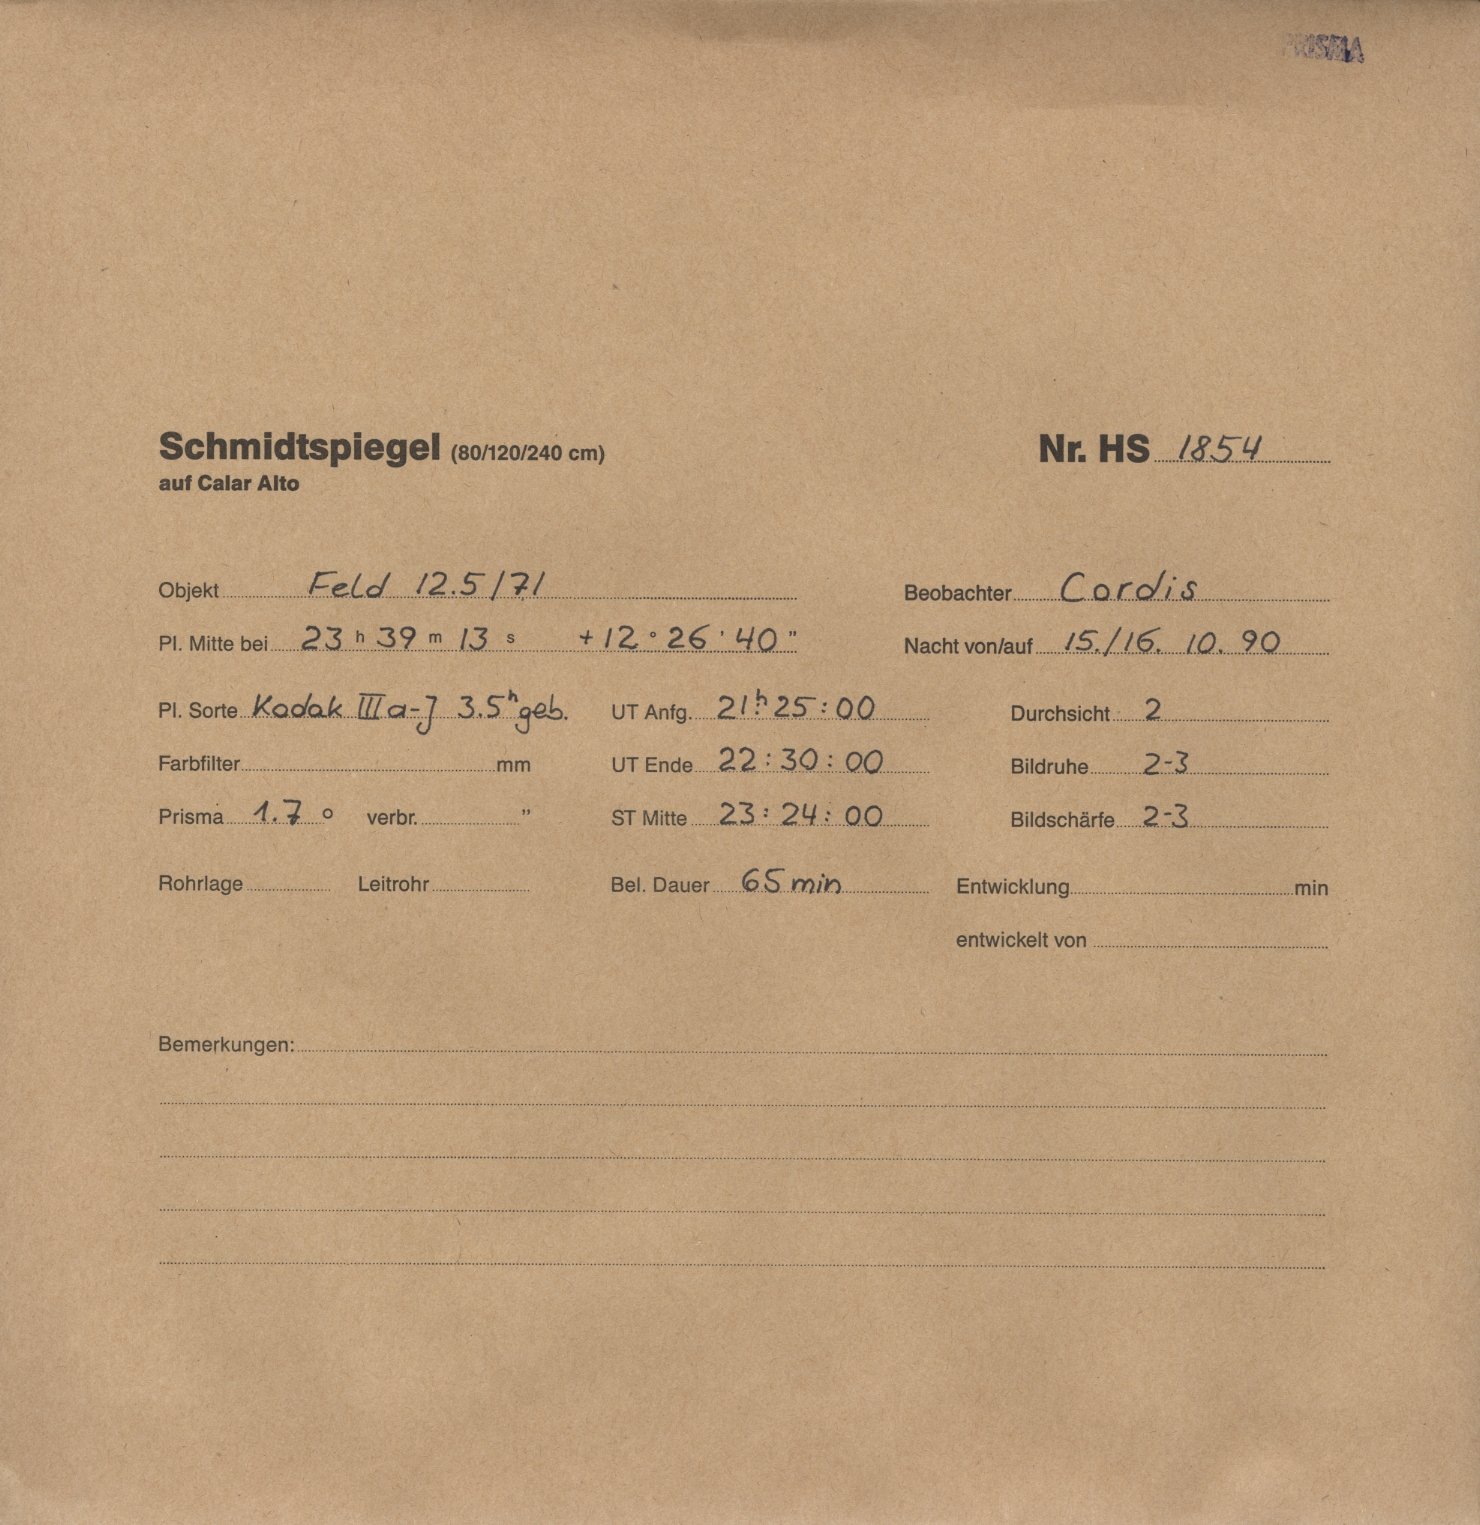 PRISMA
Schmidtspiegel (80/120/240 cm) Nr. HS 1854
auf Calar Alto
Objekt Feld 12.5/71 Beobachter Cordis
Pl. Mitte bei 23 h 39 m 13 s +12 ° 26 ' 40 " Nacht von/auf 15./16. 10. 90
Pl. Sorte Kodak IIIa-J 3.5h geb. UT Anfg. 21h 25:00 Durchsicht 2
Farbfilter mm UT Ende 22:30:00 Bildruhe 2-3
Prisma 1.7 ° verbr. " ST Mitte 23:24:00 Bildschärfe 2-3
Rohrlage Leitrohr Bel. Dauer 65 min Entwicklung min
entwickelt von
Bemerkungen: